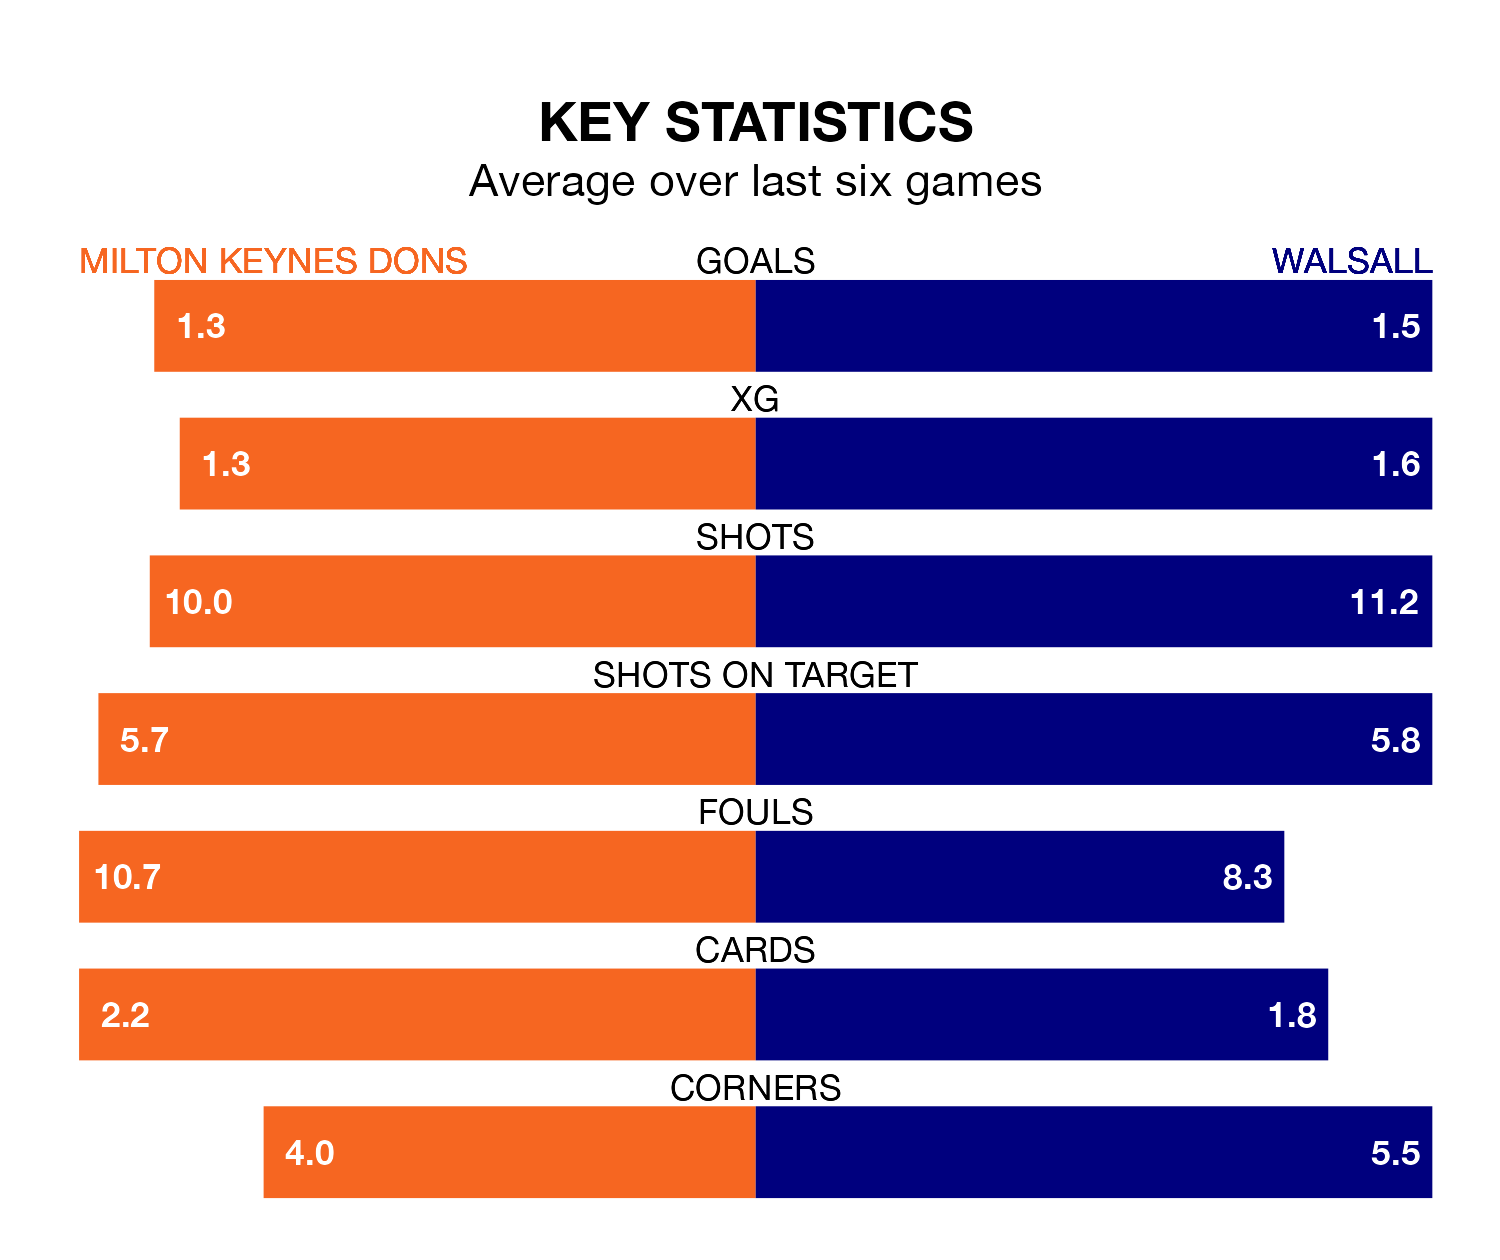 KEY STATISTICS
Average over last six games
MILTON KEYNES DONS GOALS WALSALL
1.3 1.5
XG
1.3 1.6
SHOTS
10.0 11.2
SHOTS ON TARGET
5.7 5.8
FOULS
10.7 8.3
CARDS
2.2 1.8
CORNERS
4.0 5.5